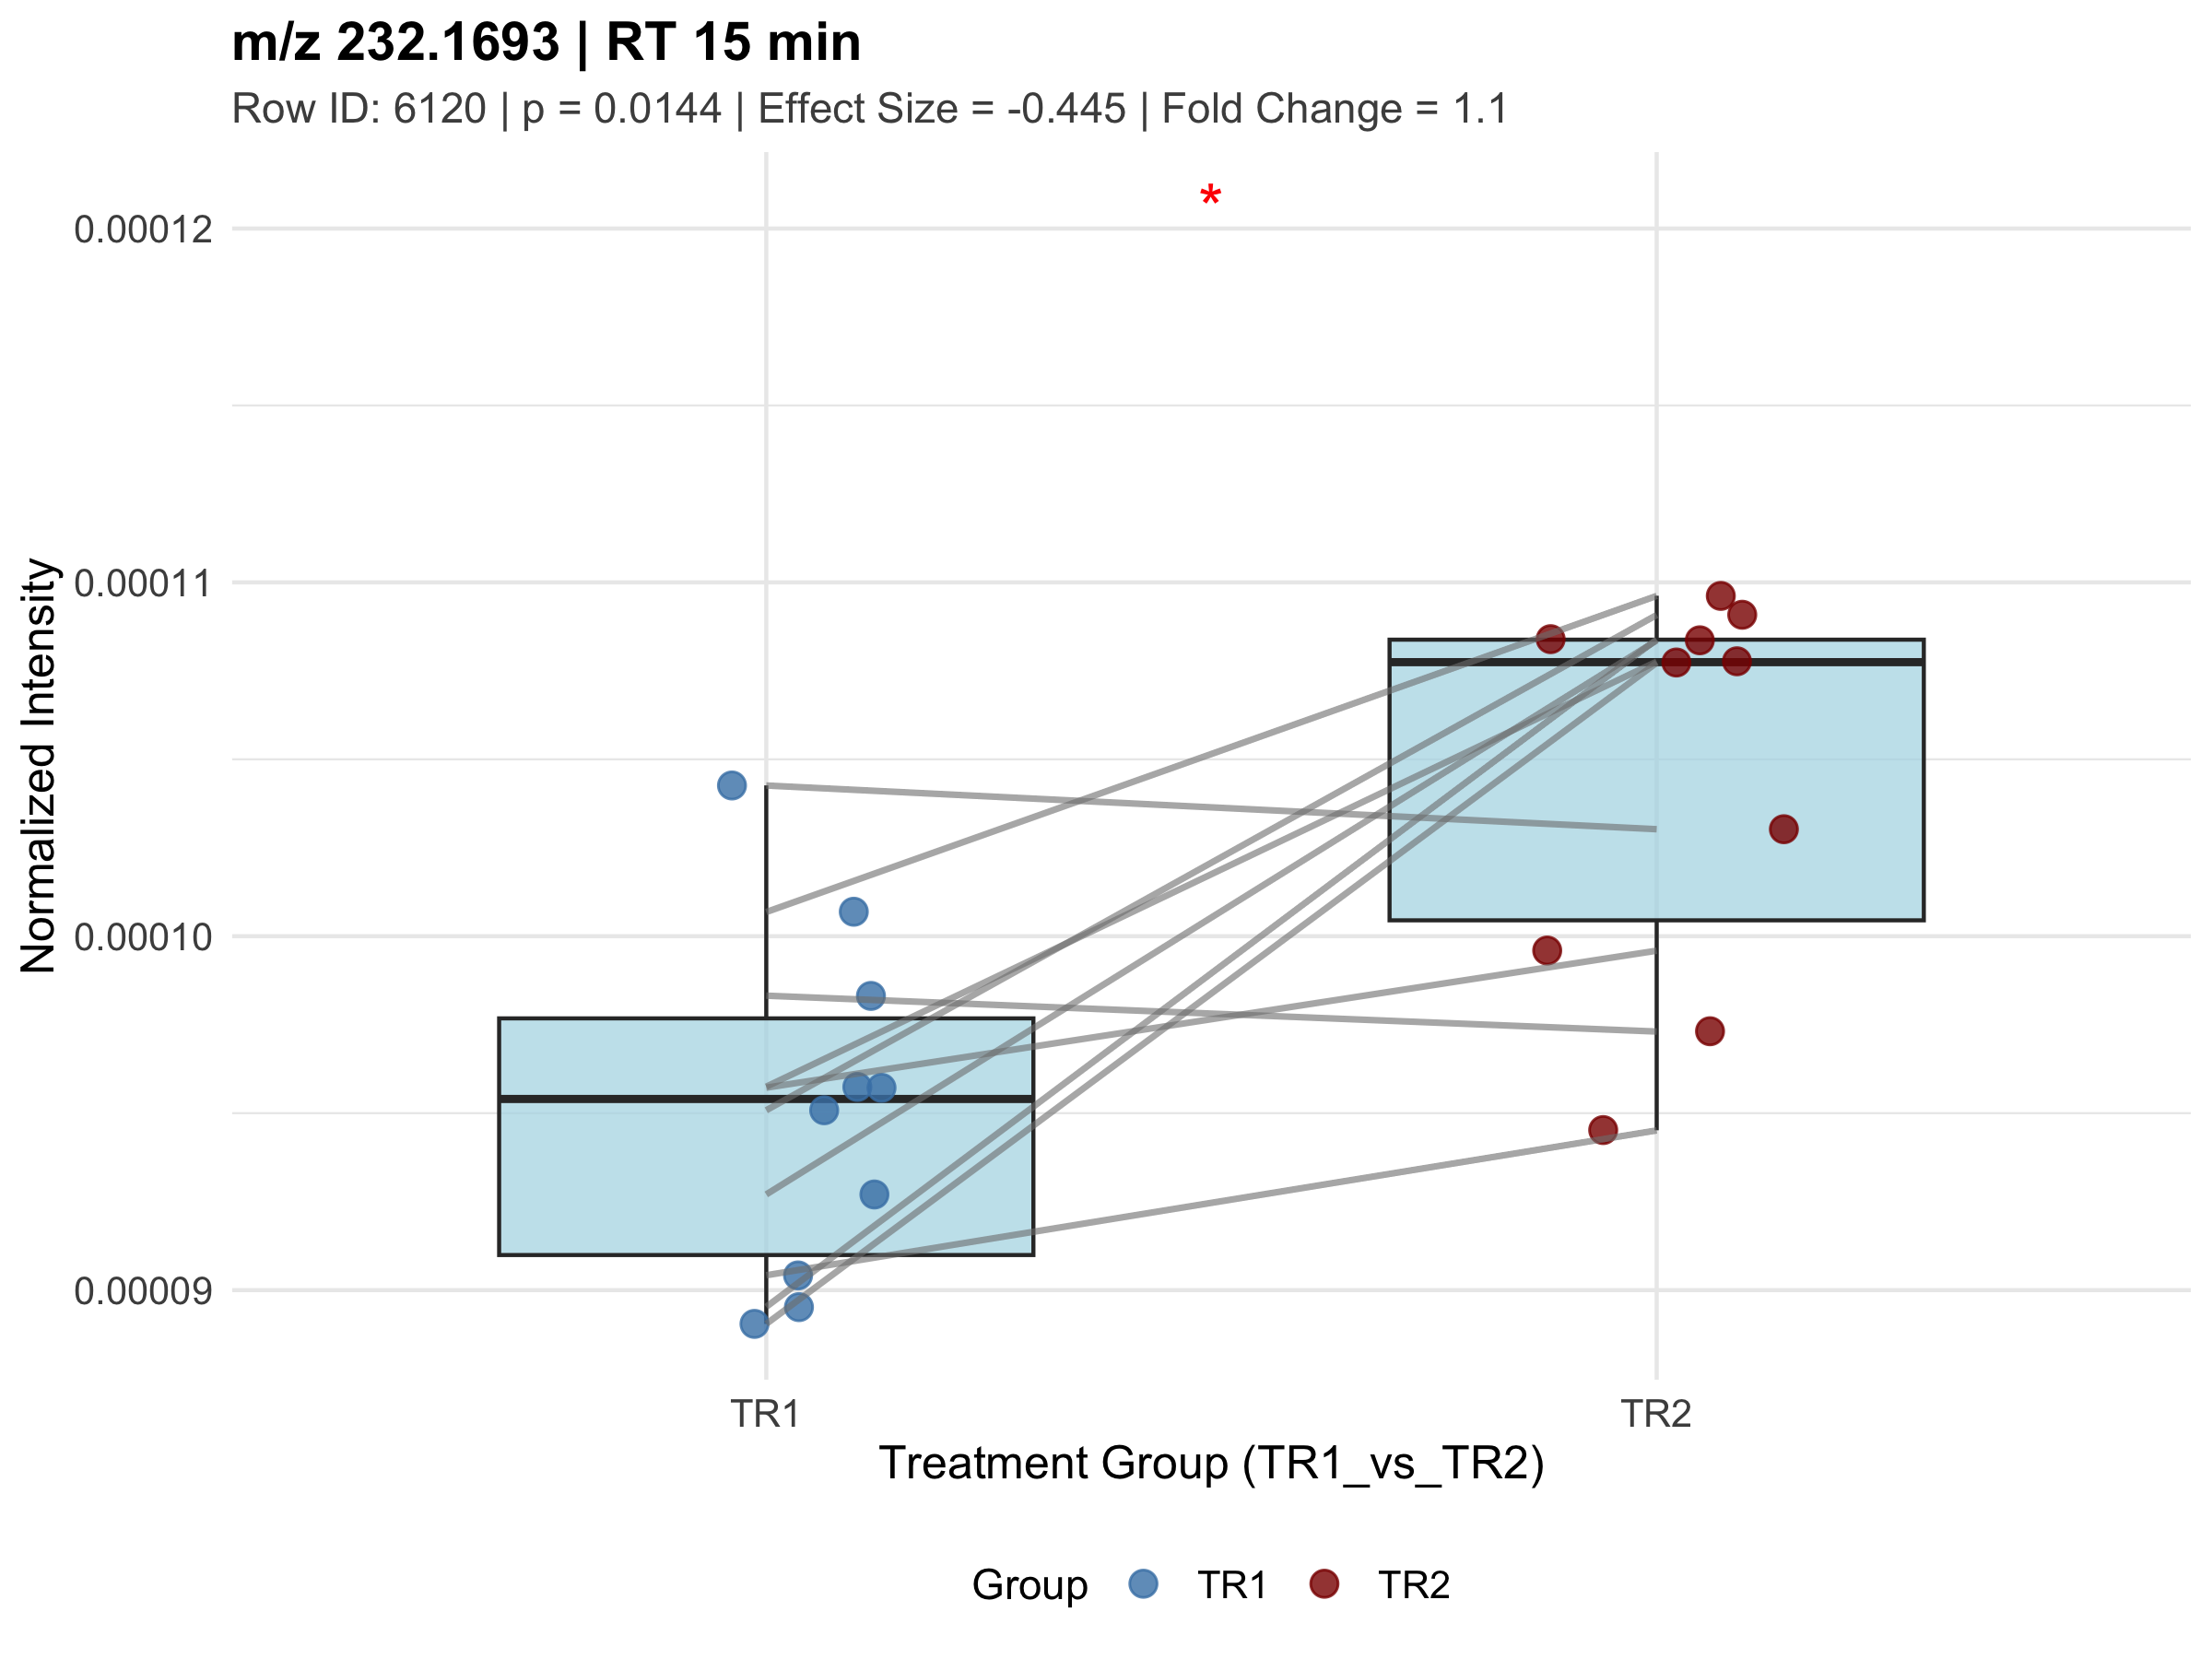 m/z 232.1693 | RT 15 min
Row ID: 6120 | p = 0.0144 | Effect Size = -0.445 | Fold Change = 1.1
*
0.00012
0.00011
0.00010
0.00009
Normalized Intensity
TR1
TR2
Treatment Group (TR1_vs_TR2)
Group TR1 TR2